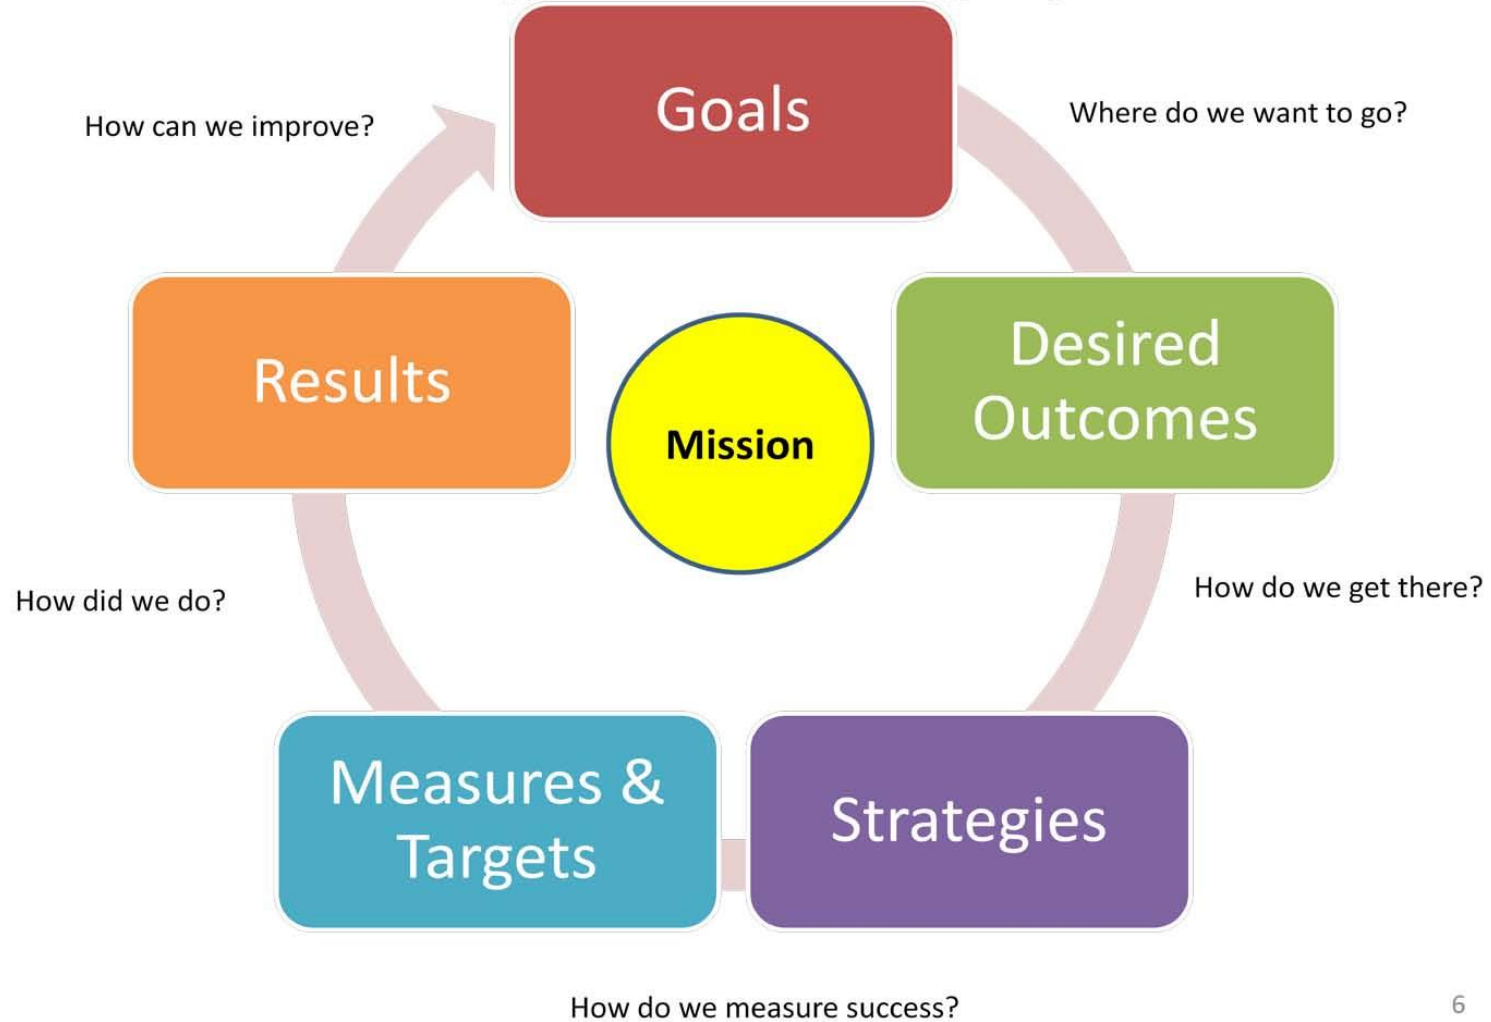 Goals
How can we improve?
Where do we want to go?
Results
Desired
Outcomes
Mission
How did we do?
How do we get there?
Measures &
Targets
Strategies
How do we measure success?
6